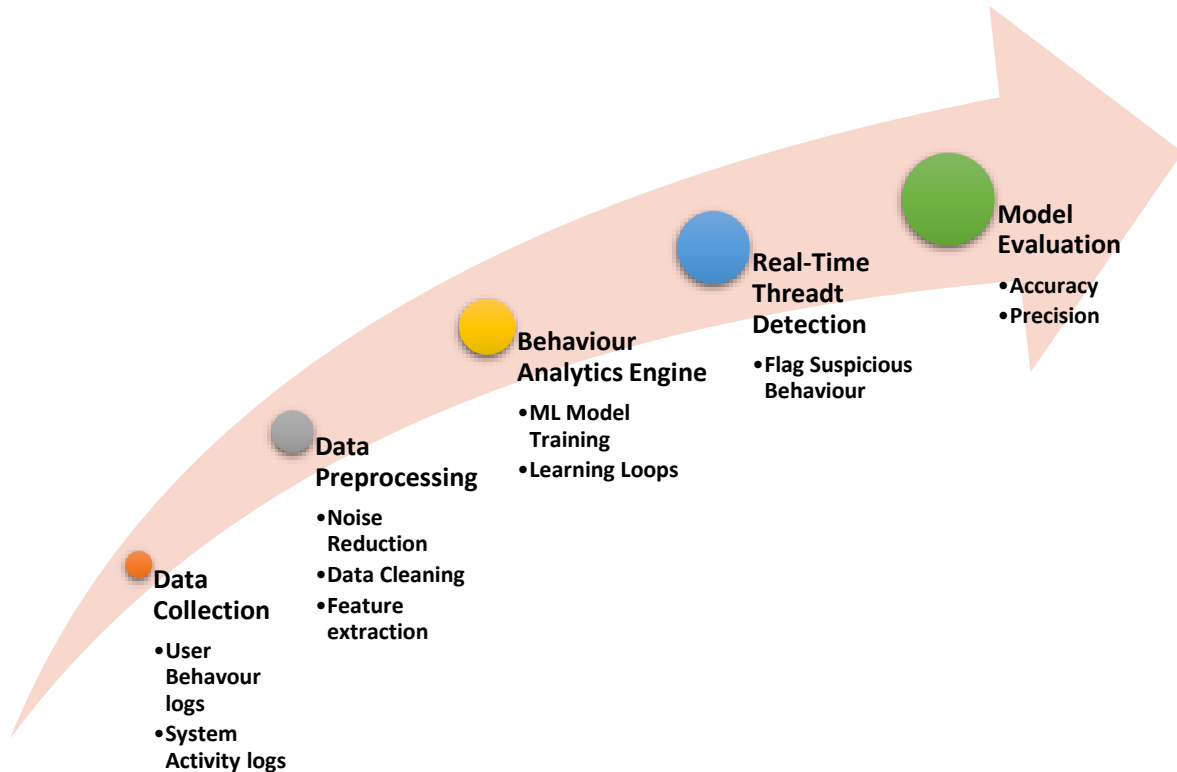 Data
Collection
•User
Behavour
logs
•System
Activity logs
Data
Preprocessing
•Noise
Reduction
•Data Cleaning
•Feature
extraction
Behaviour
Analytics Engine
•ML Model
Training
•Learning Loops
Real-Time
Threadt
Detection
•Flag Suspicious
Behaviour
Model
Evaluation
•Accuracy
•Precision